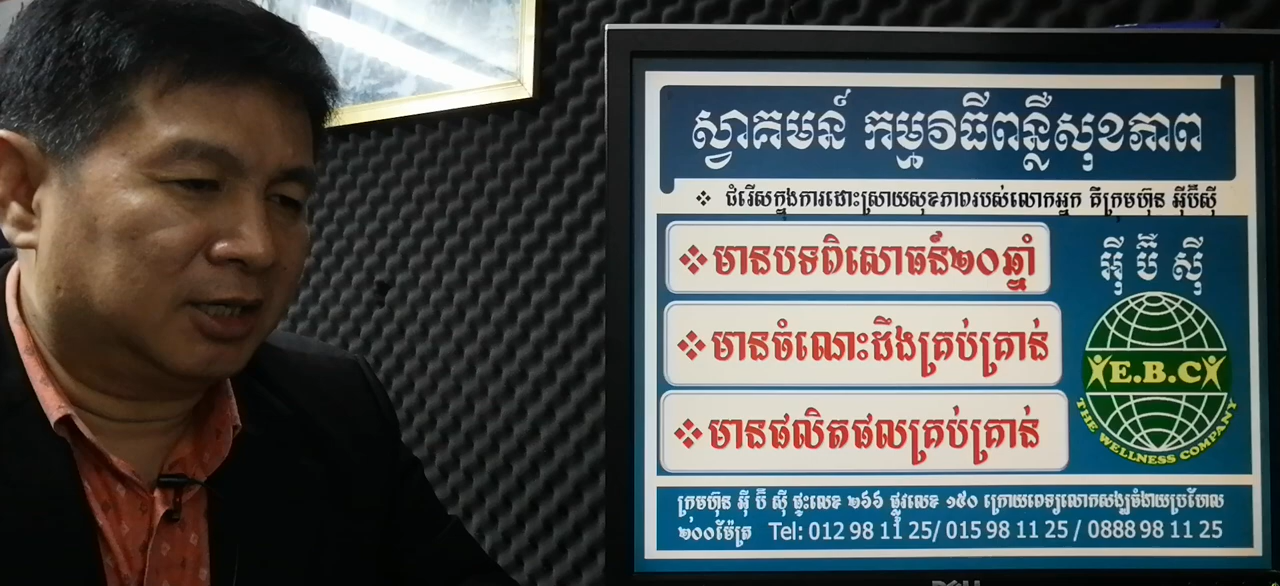 ស្វាគមន៍ កម្មវិធីពន្លឺសុខភាព
❖ ជំរើសក្នុងការដោះស្រាយសុខភាពរបស់លោកអ្នក គឺក្រុមហ៊ុន អ៊ីប៊ីស៊ី
❖មានបទពិសោធន៍២០ឆ្នាំ
❖មានចំណេះដឹងគ្រប់គ្រាន់
❖មានផលិតផលគ្រប់គ្រាន់
អ៊ី ប៊ី ស៊ី
E.B.C
THE WELLNESS COMPANY
ក្រុមហ៊ុន អ៊ី ប៊ី ស៊ី ផ្ទះលេខ ២៦៦ ផ្លូវលេខ ១៥០ ក្រោយពេទ្យលោកសង្ឃចំងាយប្រហែល
២០០ម៉ែត្រ Tel: 012 98 11 25/ 015 98 11 25 / 0888 98 11 25